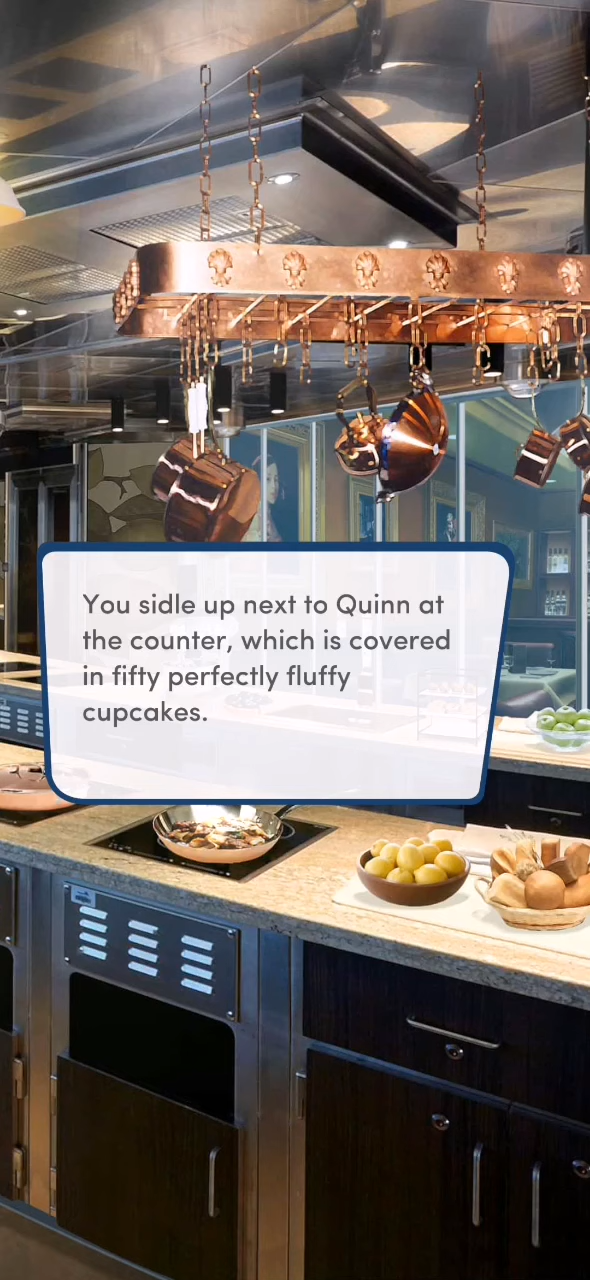 You sidle up next to Quinn at
the counter, which is covered
in fifty perfectly fluffy
cupcakes.